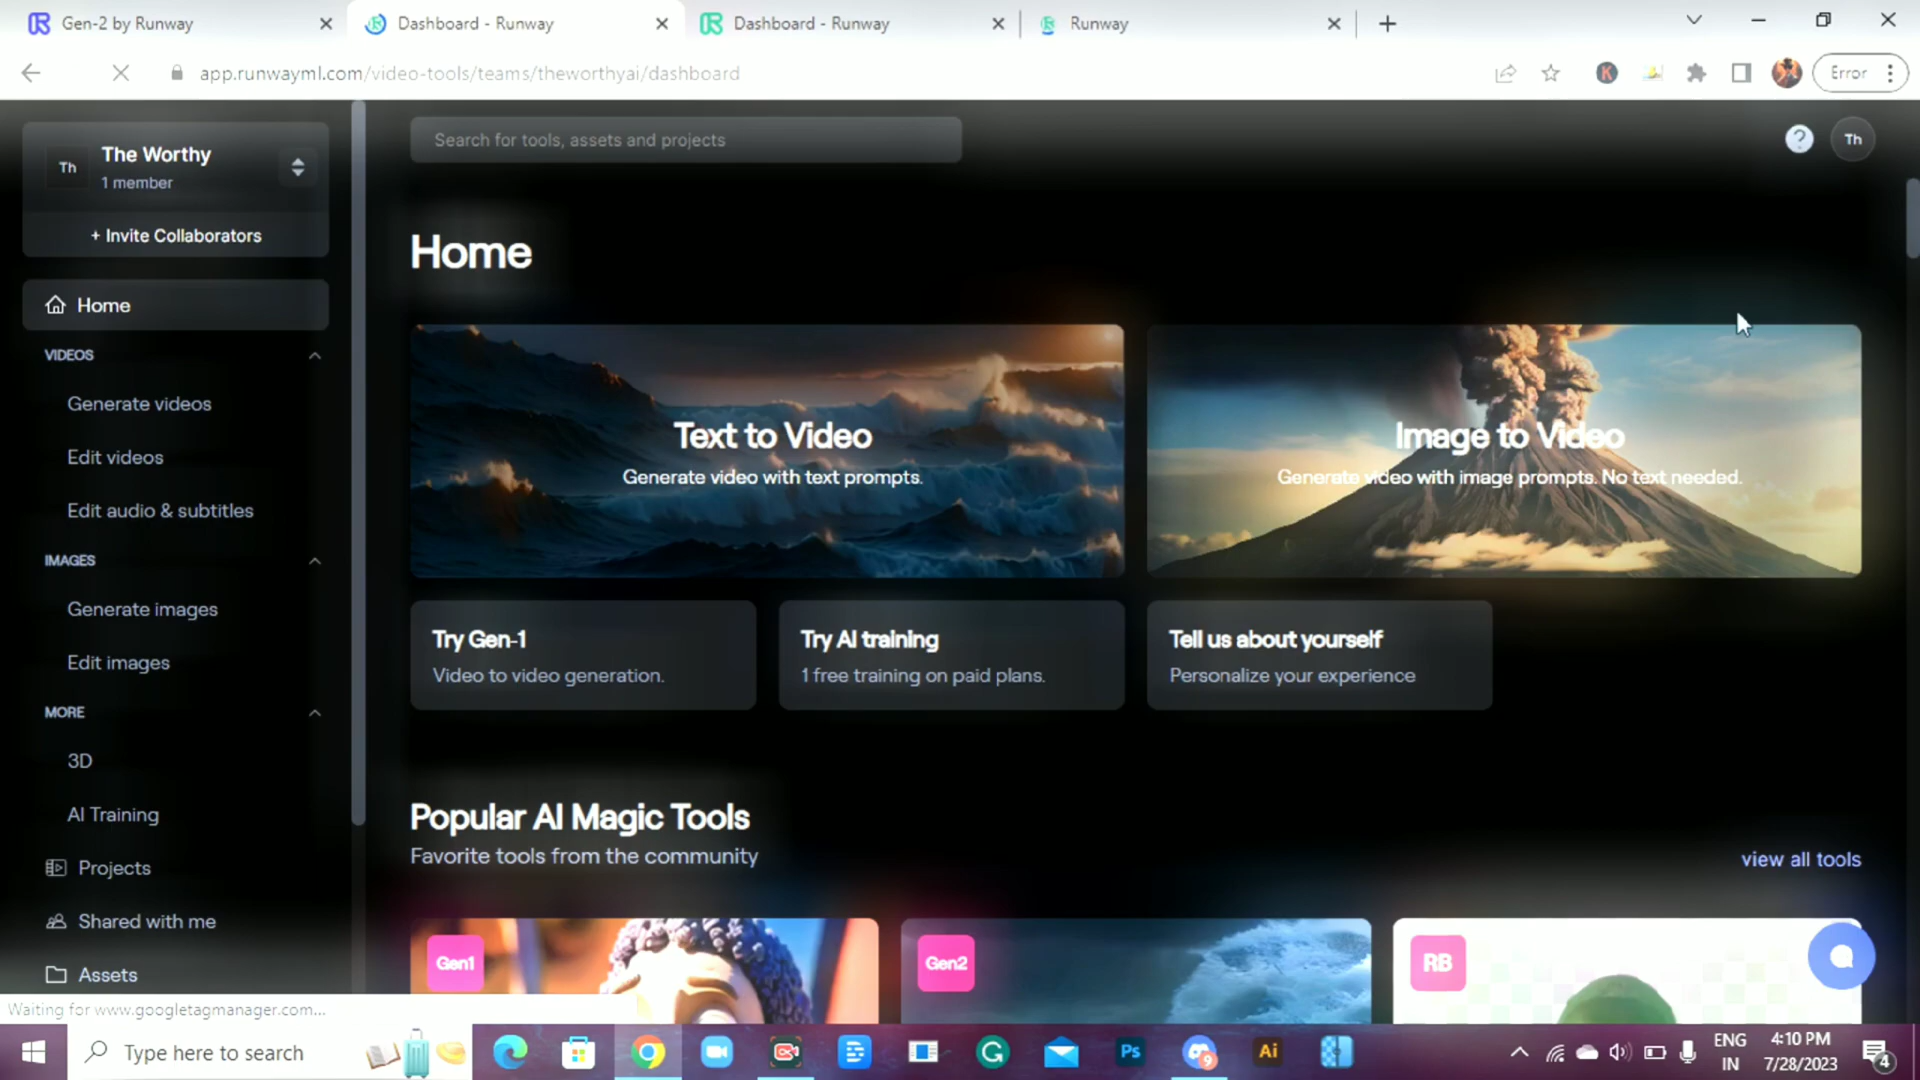 Gen-2 by Runway
Dashboard - Runway
Dashboard - Runway
Runway
app.runwayml.com/video-tools/teams/theworthyai/dashboard
K
Error
Th
The Worthy
1 member
+ Invite Collaborators
Search for tools, assets and projects
?
Th
Home
Home
VIDEOS
Generate videos
Edit videos
Edit audio & subtitles
IMAGES
Generate images
Edit images
MORE
3D
AI Training
Projects
Shared with me
Assets
Text to Video
Generate video with text prompts.
Image to Video
Generate video with image prompts. No text needed.
Try Gen-1
Video to video generation.
Try AI training
1 free training on paid plans.
Tell us about yourself
Personalize your experience
Popular AI Magic Tools
Favorite tools from the community
view all tools
Gen1
Gen2
RB
Waiting for www.googletagmanager.com...
Type here to search
Ps
9
Ai
ENG
IN
4:10 PM
7/28/2023
4